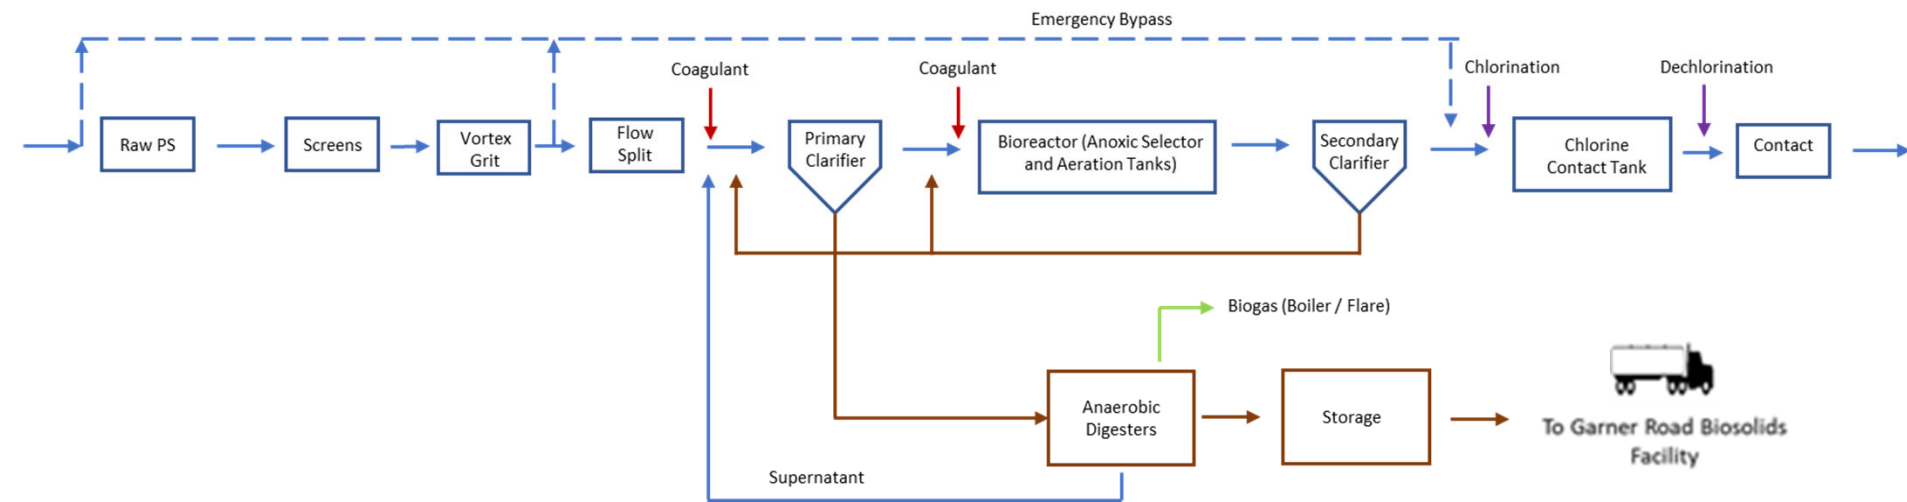 Emergency Bypass
Coagulant
Coagulant
Chlorination
Dechlorination
Raw PS
Screens
Vortex
Grit
Flow
Split
Primary
Clarifier
Bioreactor (Anoxic Selector
and Aeration Tanks)
Secondary
Clarifier
Chlorine
Contact Tank
Contact
Biogas (Boiler / Flare)
Anaerobic
Digesters
Storage
To Garner Road Biosolids
Facility
Supernatant